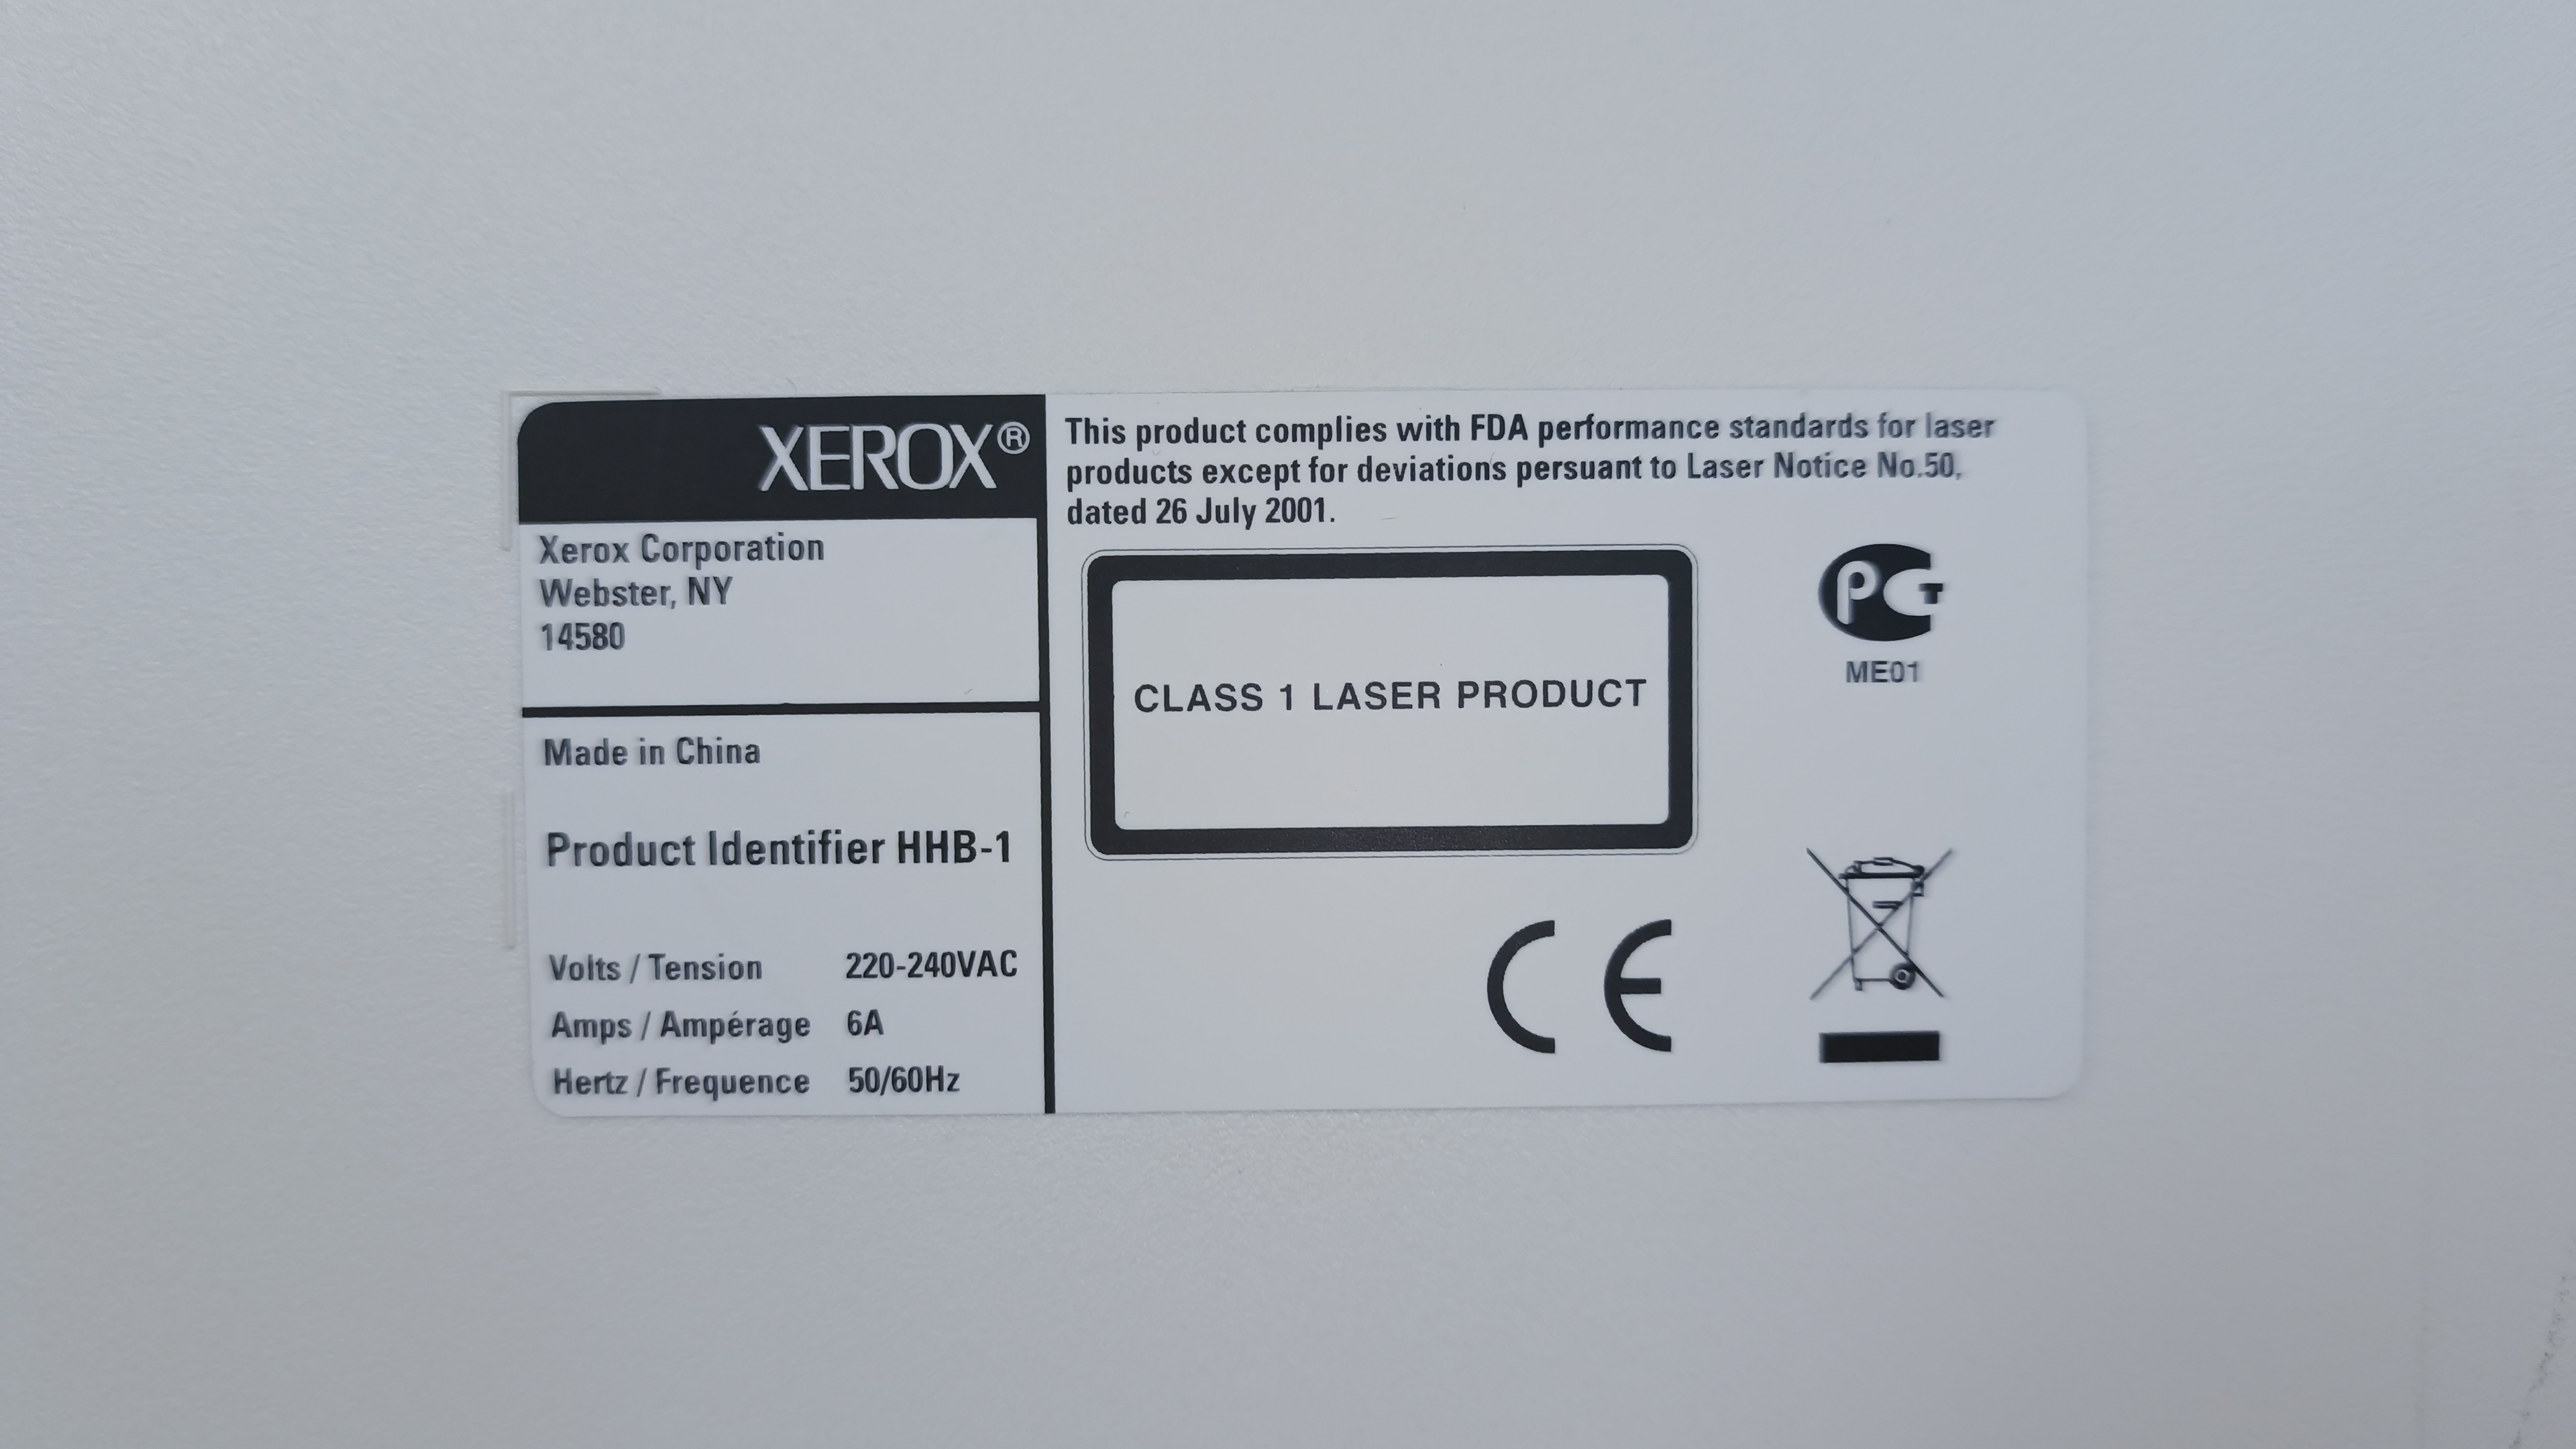 XEROX®
Xerox Corporation
Webster, NY
14580
Made in China
Product Identifier HHB-1
Volts / Tension 220-240VAC
Amps / Ampérage 6A
Hertz / Frequence 50/60Hz
This product complies with FDA performance standards for laser
products except for deviations persuant to Laser Notice No.50,
dated 26 July 2001.
CLASS 1 LASER PRODUCT
РСТ
ME01
CE